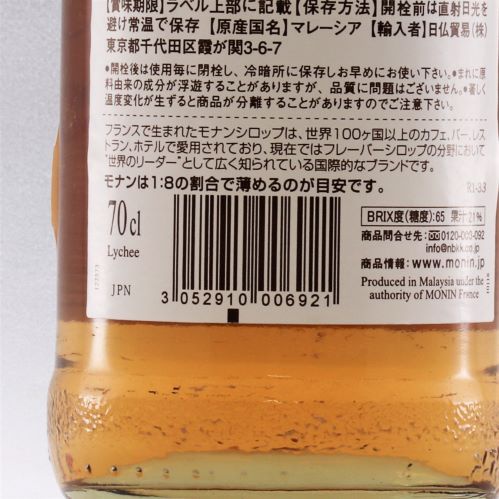 【賞味期限】ラベル上部に記載【保存方法】開栓前は直射日光を
避け常温で保存 【原産国名】マレーシア 【輸入者】日仏貿易(株)
東京都千代田区霞が関3-6-7
●開栓後は使用毎に閉栓し、冷暗所に保存しお早めにお使い下さい。●まれに原
料由来の成分が浮遊することがありますが、品質に問題はございません。●著しく
温度変化が生ずると商品が分離することがありますのでご注意下さい。
フランスで生まれたモナンシロップは、世界100ヶ国以上のカフェ、バー、レス
トラン、ホテルで愛用されており、現在ではフレーバーシロップの分野において
"世界のリーダー"として広く知られている国際的なブランドです。
モナンは1:8の割合で薄めるのが目安です。
R1-3.3
70 cl
Lychee
JPN
3 052910 006921
BRIX度(糖度):65 果汁:21%
商品問合せ先:0120-003-092
info@nbkk.co.jp
商品情報:www.monin.jp
Produced in Malaysia under the
authority of MONIN France